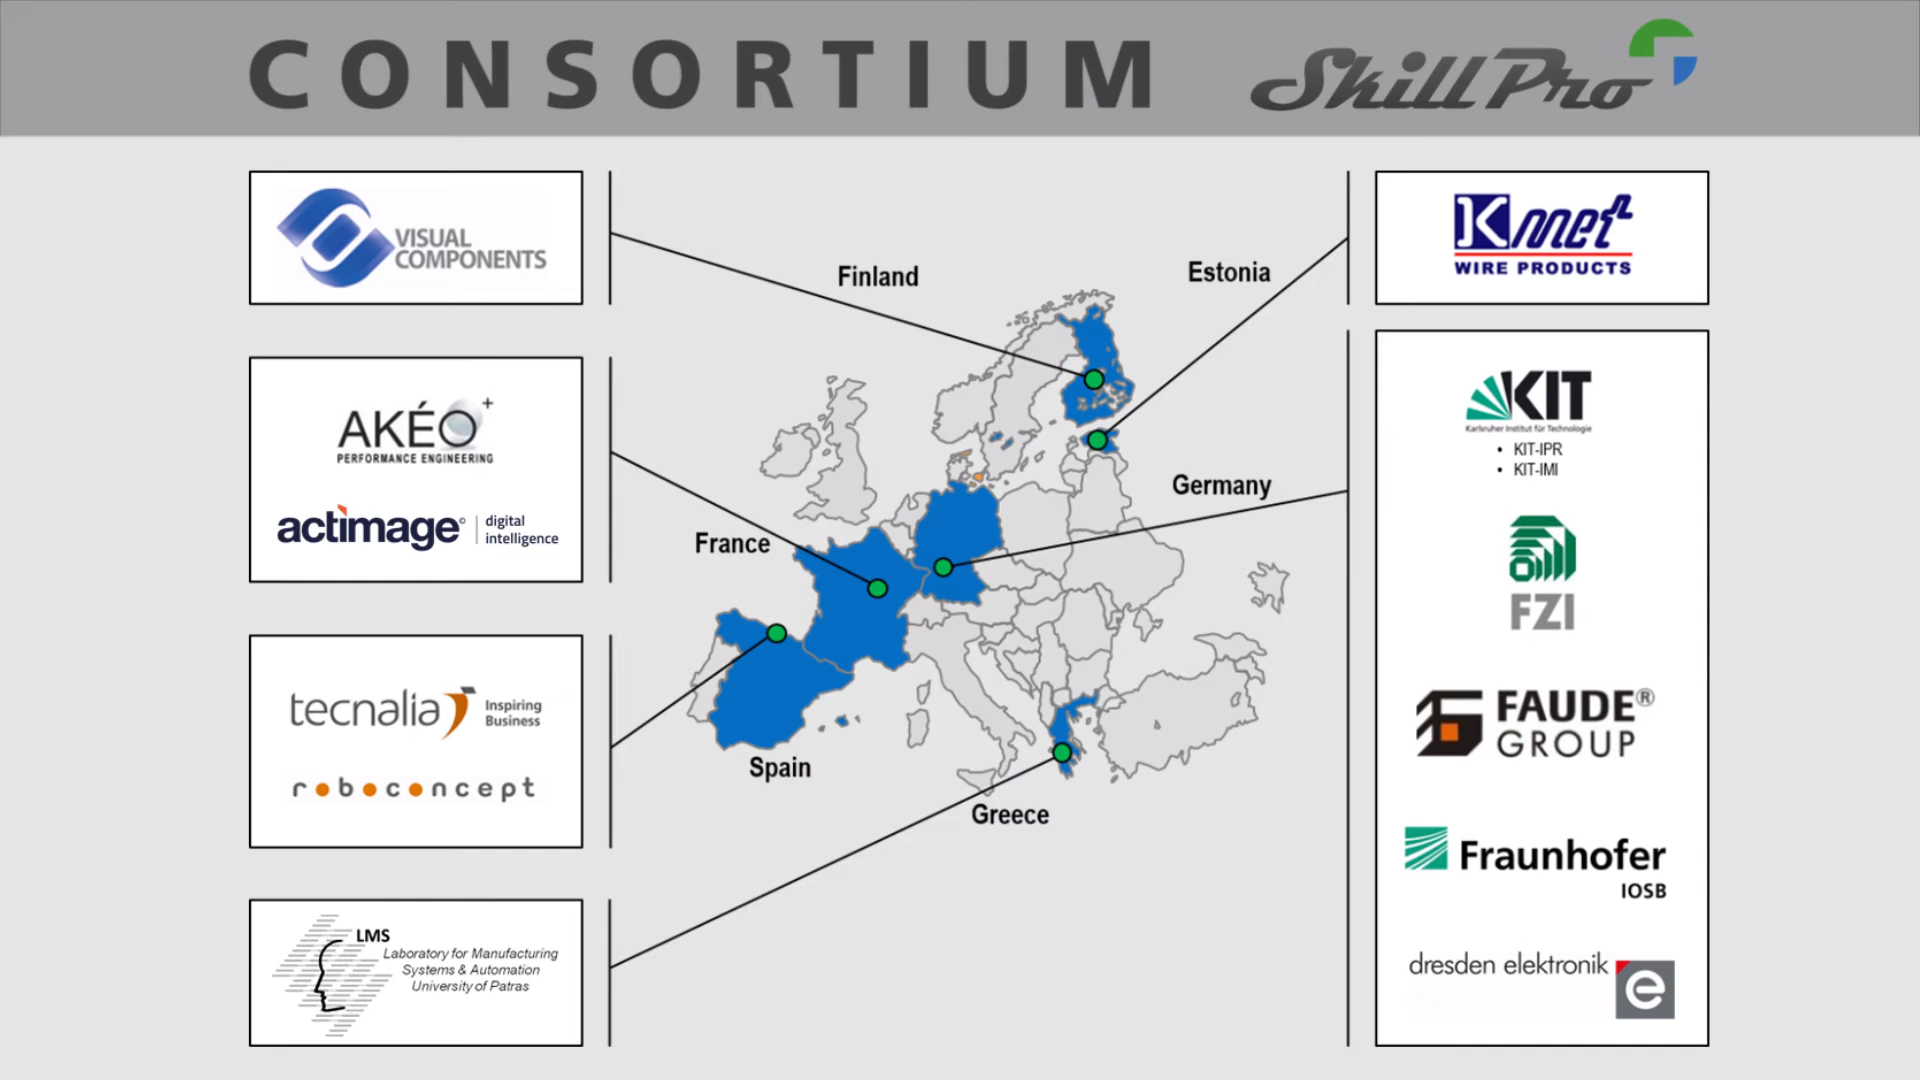 CONSORTIUM
SkillPro
VISUAL
COMPONENTS
AKÉO+
PERFORMANCE ENGINEERING
actimage©
digital
intelligence
tecnalia
Inspiring
Business
roboconcept
LMS
Laboratory for Manufacturing
Systems & Automation
University of Patras
Finland
Estonia
Germany
France
Spain
Greece
Kmet
WIRE PRODUCTS
KIT
Karlsruher Institut für Technologie
• KIT-IPR
• KIT-IMI
FZI
FAUDE®
GROUP
Fraunhofer
IOSB
dresden elektronik
e